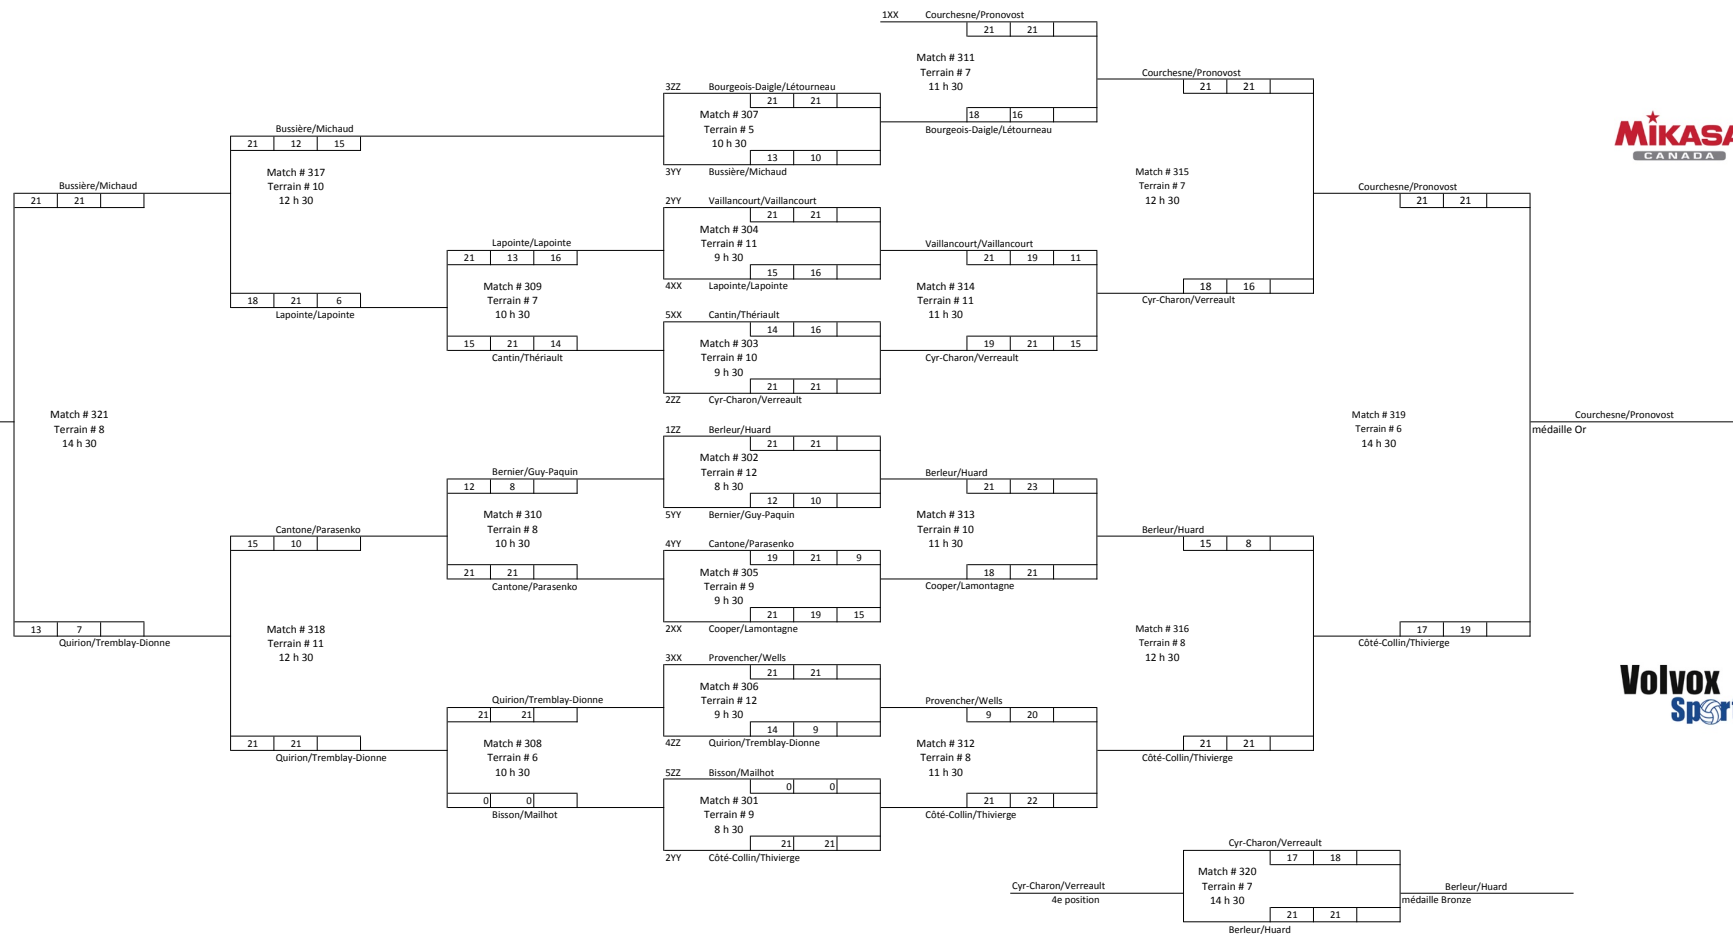 1XX Courchesne/Pronovost
21 21
Match # 311
Terrain # 7
11 h 30
18 16
Bourgeois-Daigle/Létourneau
3ZZ Bourgeois-Daigle/Létourneau
21 21
Match # 307
Terrain # 5
10 h 30
13 10
3YY Bussière/Michaud
Courchesne/Pronovost
21 21
MIKASA
CANADA
Bussière/Michaud
21 12 15
Match # 317
Terrain # 10
12 h 30
18 21 6
Lapointe/Lapointe
Bussière/Michaud
21 21
2YY Vaillancourt/Vaillancourt
21 21
Match # 304
Terrain # 11
9 h 30
15 16
4XX Lapointe/Lapointe
Match # 315
Terrain # 7
12 h 30
18 16
Cyr-Charon/Verreault
Courchesne/Pronovost
21 21
Lapointe/Lapointe
21 13 16
Match # 309
Terrain # 7
10 h 30
15 21 14
Cantin/Thériault
Vaillancourt/Vaillancourt
21 19 11
Match # 314
Terrain # 11
11 h 30
19 21 15
Cyr-Charon/Verreault
5XX Cantin/Thériault
14 16
Match # 303
Terrain # 10
9 h 30
21 21
2ZZ Cyr-Charon/Verreault
Match # 321
Terrain # 8
14 h 30
Match # 319
Terrain # 6
14 h 30
Courchesne/Pronovost
médaille Or
1ZZ Berleur/Huard
21 21
Match # 302
Terrain # 12
8 h 30
12 10
5YY Bernier/Guy-Paquin
Bernier/Guy-Paquin
12 8
Match # 310
Terrain # 8
10 h 30
21 21
Cantone/Parasenko
Berleur/Huard
21 23
Match # 313
Terrain # 10
11 h 30
18 21
Cooper/Lamontagne
Cantone/Parasenko
15 10
Match # 318
Terrain # 11
12 h 30
21 21
Quirion/Tremblay-Dionne
4YY Cantone/Parasenko
19 21 9
Match # 305
Terrain # 9
9 h 30
21 19 15
2XX Cooper/Lamontagne
Berleur/Huard
15 8
Match # 316
Terrain # 8
12 h 30
21 21
Côté-Collin/Thivierge
13 7
Quirion/Tremblay-Dionne
17 19
Côté-Collin/Thivierge
3XX Provencher/Wells
21 21
Match # 306
Terrain # 12
9 h 30
14 9
4ZZ Quirion/Tremblay-Dionne
Volvox
Sport
Quirion/Tremblay-Dionne
21 21
Match # 308
Terrain # 6
10 h 30
0 0
Bisson/Mailhot
Provencher/Wells
9 20
Match # 312
Terrain # 8
11 h 30
21 22
Côté-Collin/Thivierge
5ZZ Bisson/Mailhot
0 0
Match # 301
Terrain # 9
8 h 30
21 21
2YY Côté-Collin/Thivierge
Cyr-Charon/Verreault
17 18
Match # 320
Terrain # 7
14 h 30
21 21
Berleur/Huard
Cyr-Charon/Verreault
4e position
Berleur/Huard
médaille Bronze